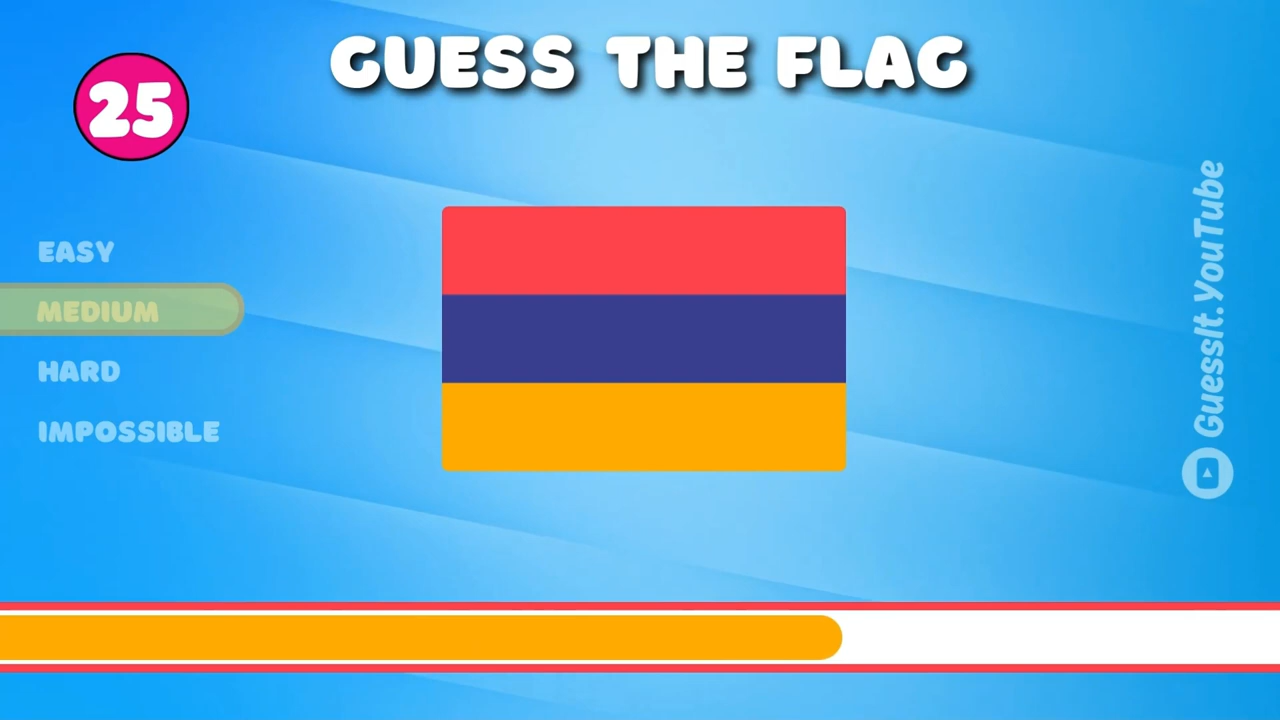 GUESS THE FLAG
25
EASY
MEDIUM
HARD
IMPOSSIBLE
GuessIt.YouTube